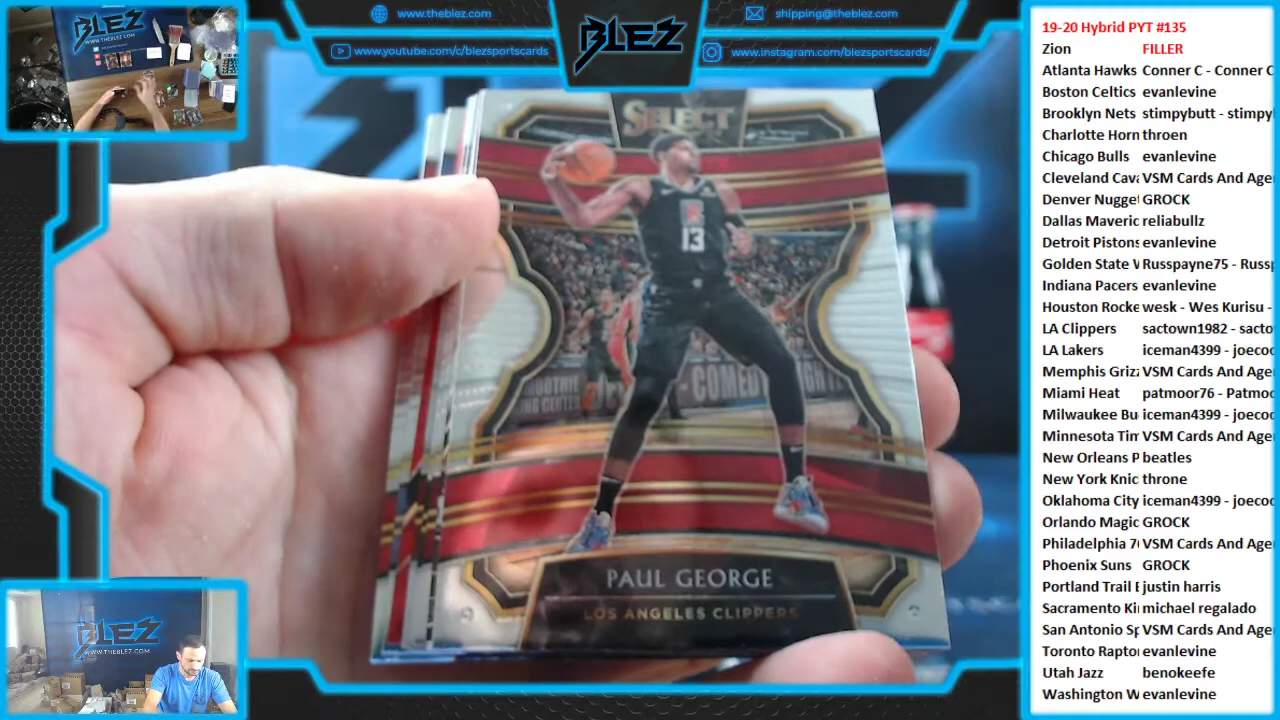 BLEZ
www.theblez.com
shipping@theblez.com
www.youtube.com/c/blezsportscards
www.instagram.com/blezsportscards/
BLEZ
SELECT
13
PAUL GEORGE
LOS ANGELES CLIPPERS
BLEZ
WWW.THEBLEZ.COM
19-20 Hybrid PYT #135
Zion FILLER
Atlanta Hawks Conner C - Conner C
Boston Celtics evanlevine
Brooklyn Nets stimpybutt - stimpy
Charlotte Horn throen
Chicago Bulls evanlevine
Cleveland Cava VSM Cards And Age
Denver Nugget GROCK
Dallas Maveric reliabullz
Detroit Pistons evanlevine
Golden State W Russpayne75 - Russp
Indiana Pacers evanlevine
Houston Rocke wesk - Wes Kurisu -
LA Clippers sactown1982 - sacto
LA Lakers iceman4399 - joecoo
Memphis Griz VSM Cards And Age
Miami Heat patmoor76 - Patmoo
Milwaukee Bu iceman4399 - joecoo
Minnesota Tim VSM Cards And Age
New Orleans P beatles
New York Knic throne
Oklahoma City iceman4399 - joecoo
Orlando Magic GROCK
Philadelphia 7 VSM Cards And Age
Phoenix Suns GROCK
Portland Trail B justin harris
Sacramento Ki michael regalado
San Antonio Sp VSM Cards And Age
Toronto Rapto evanlevine
Utah Jazz benokeefe
Washington W evanlevine